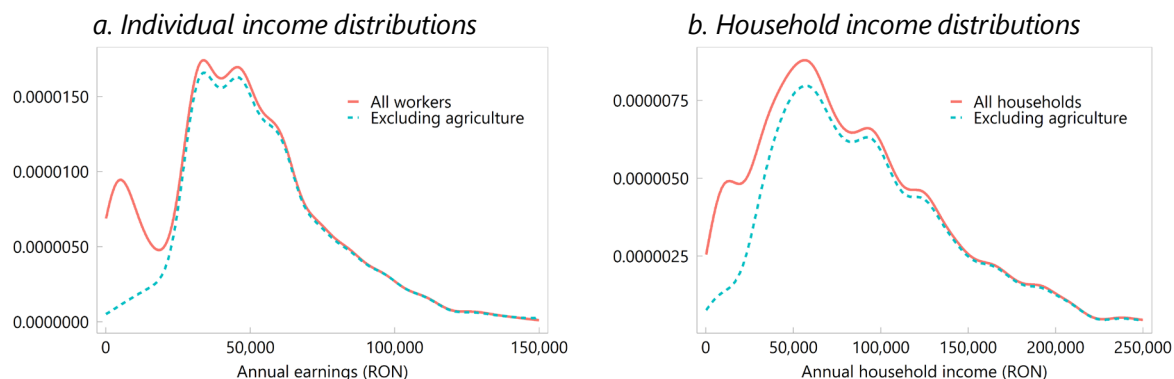 a. Individual income distributions
0.0000150
0.0000100
0.0000050
0.0000000
All workers
Excluding agriculture
0
50,000
100,000
150,000
Annual earnings (RON)
b. Household income distributions
0.0000075
0.0000050
0.0000025
All households
Excluding agriculture
0
50,000
100,000
150,000
200,000
250,000
Annual household income (RON)